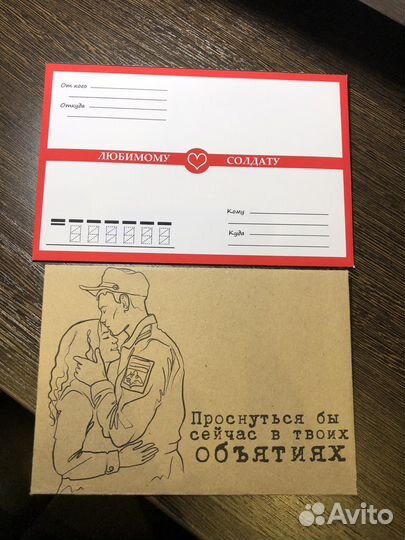 От кого
Откуда
ЛЮБИМОМУ СОЛДАТУ
Кому
Куда
Проснуться бы
сейчас в твоих
объятиях
Avito